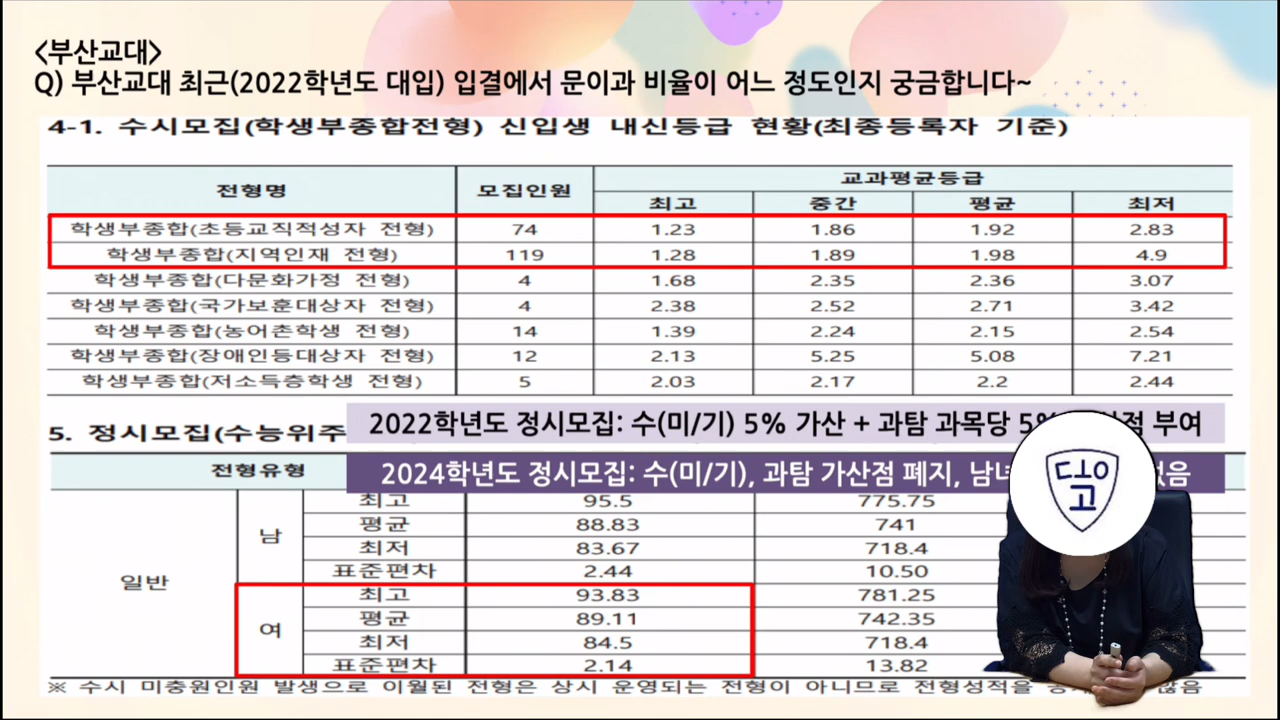 <부산교대>
Q) 부산교대 최근(2022학년도 대입) 입결에서 문이과 비율이 어느 정도인지 궁금합니다~
4-1. 수시모집(학생부종합전형) 신입생 내신등급 현황(최종등록자 기준)
전형명 모집인원 교과평균등급
최고 중간 평균 최저
학생부종합(초등교직적성자 전형) 74 1.23 1.86 1.92 2.83
학생부종합(지역인재 전형) 119 1.28 1.89 1.98 4.9
학생부종합(다문화가정 전형) 4 1.68 2.35 2.36 3.07
학생부종합(국가보훈대상자 전형) 4 2.38 2.52 2.71 3.42
학생부종합(농어촌학생 전형) 14 1.39 2.24 2.15 2.54
학생부종합(장애인등대상자 전형) 12 2.13 5.25 5.08 7.21
학생부종합(저소득층학생 전형) 5 2.03 2.17 2.2 2.44
2022학년도 정시모집: 수(미/기) 5% 가산 + 과탐 과목당 5% 부여
5. 정시모집(수능위주
2024학년도 정시모집: 수(미/기), 과탐 가산점 폐지,
전형유형
최고 95.5 775.75
남 평균 88.83 741
최저 83.67 718.4
일반 표준편차 2.44 10.50
최고 93.83 781.25
여 평균 89.11 742.35
최저 84.5 718.4
표준편차 2.14 13.82
※ 수시 미충원인원 발생으로 이월된 전형은 상시 운영되는 전형이 아니므로 전형성적을 않음
당고